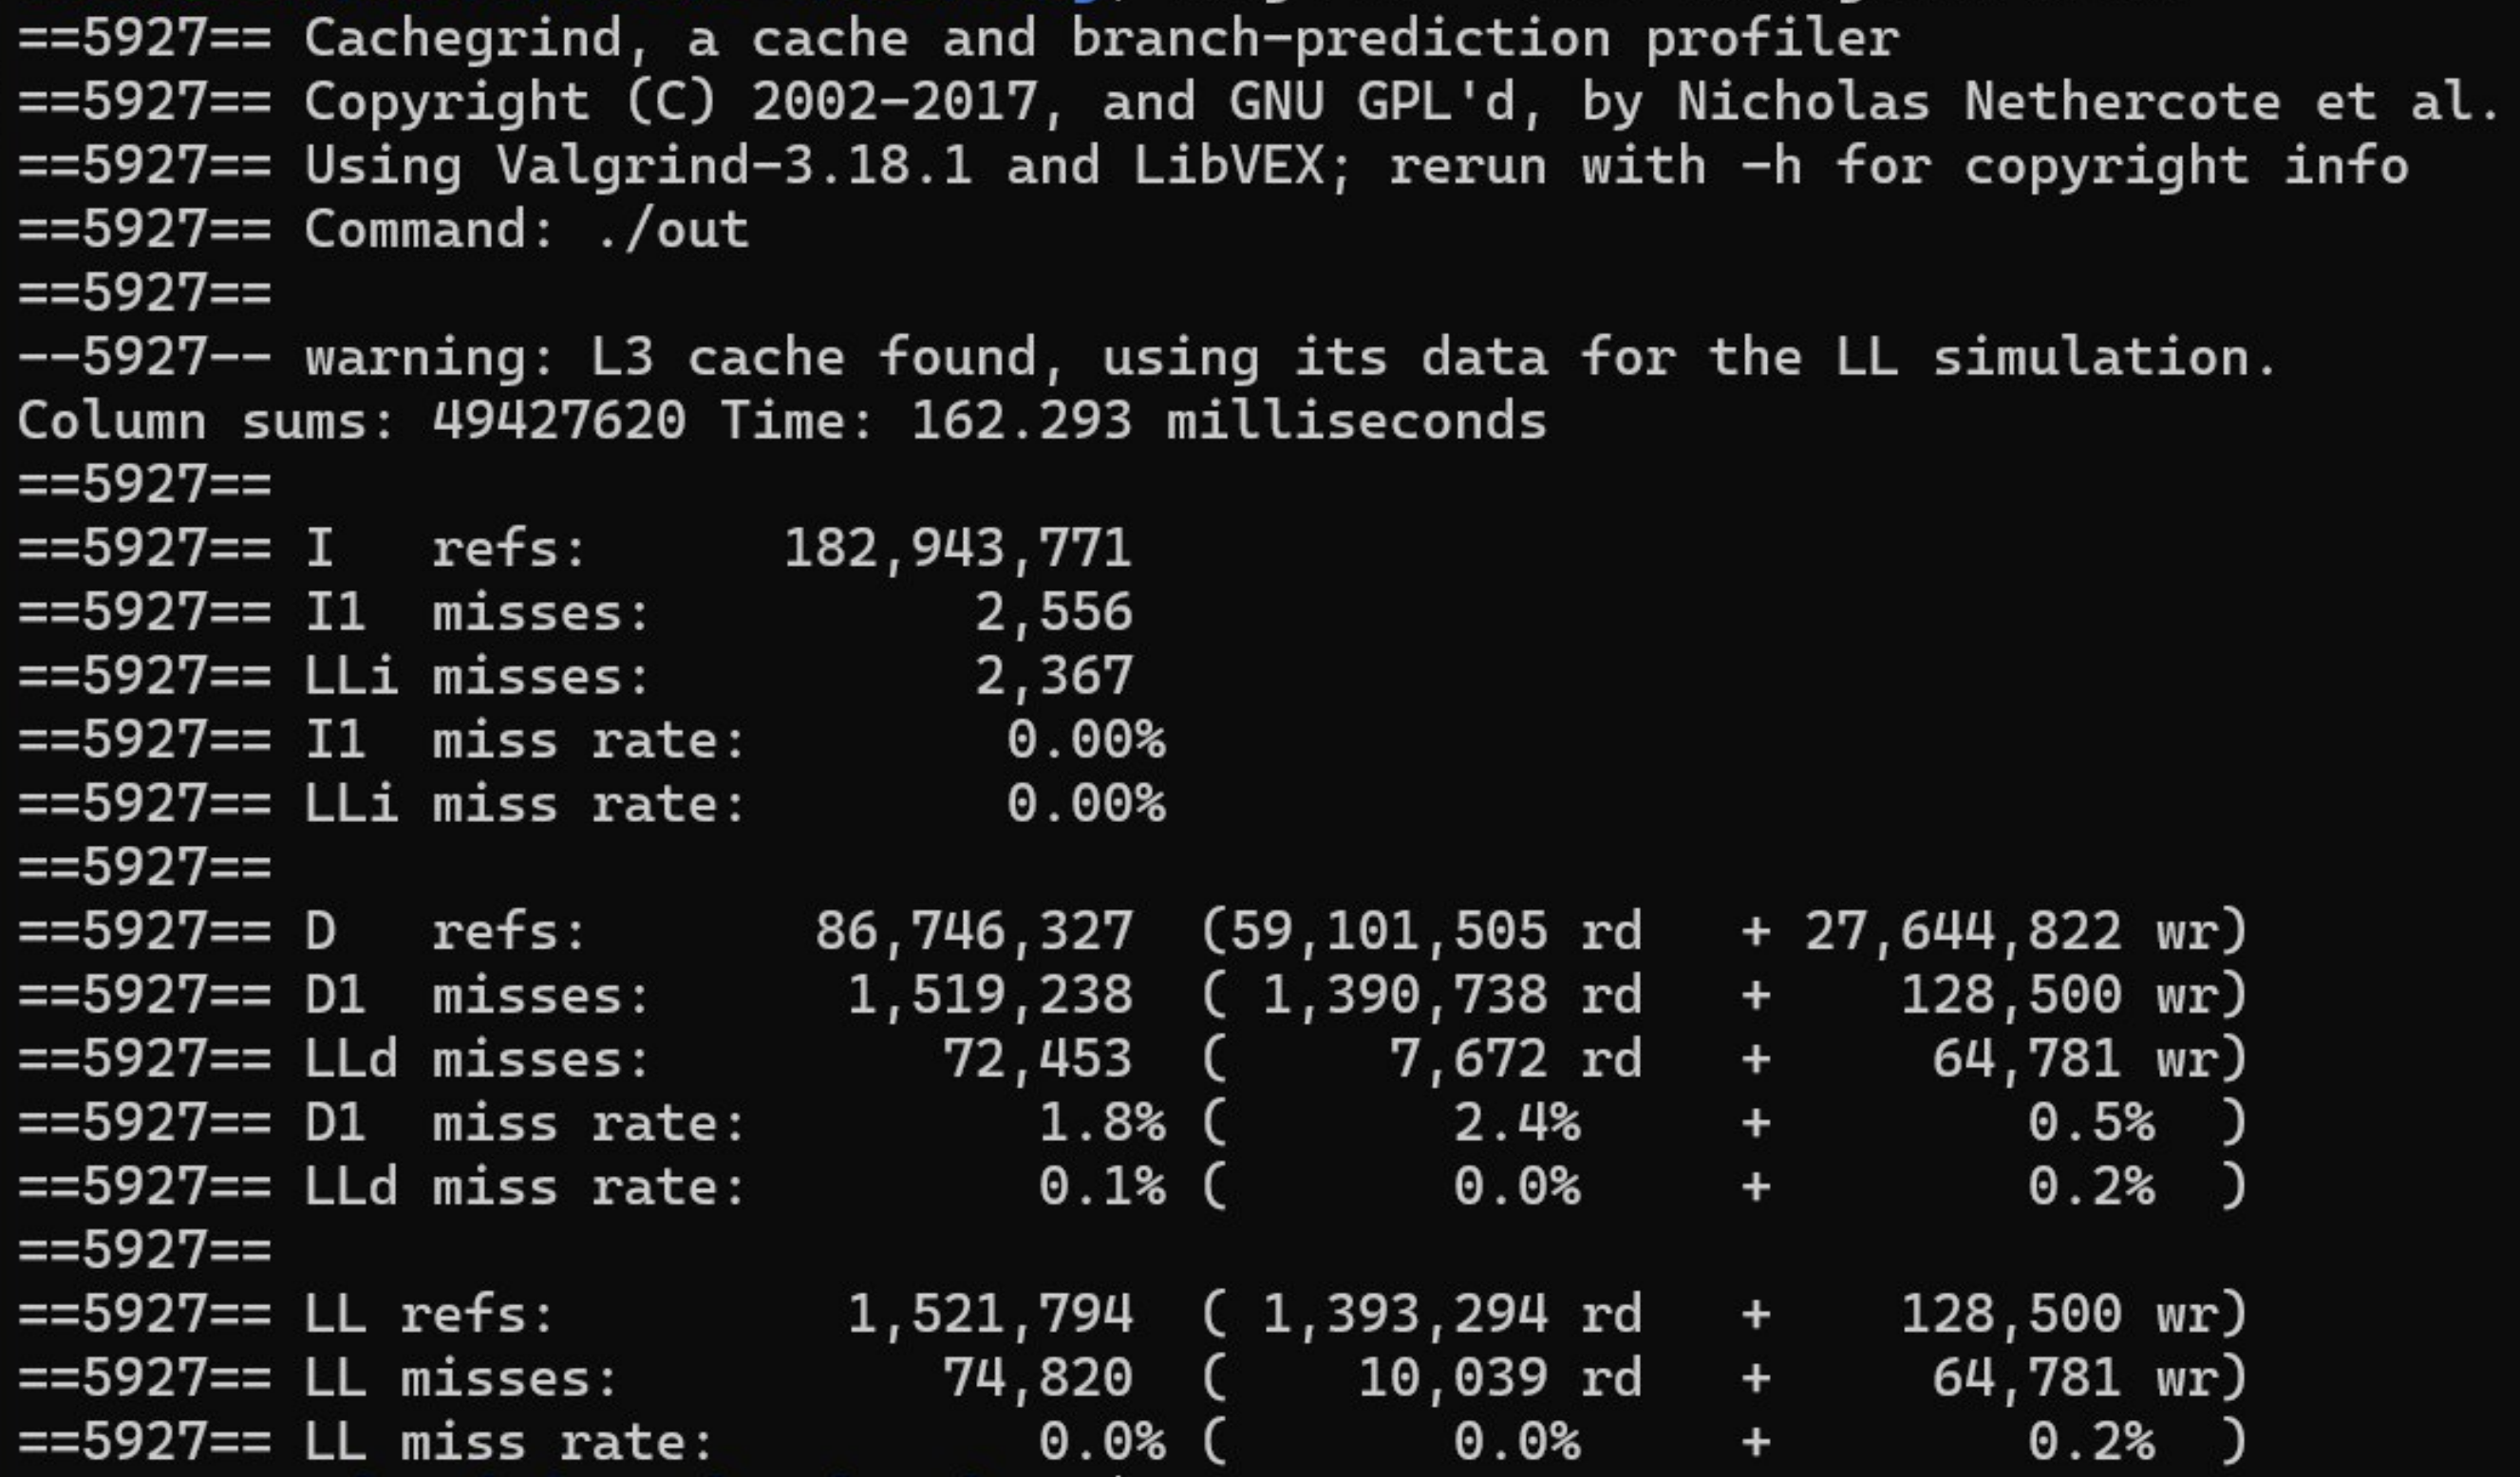 ==5927== Cachegrind, a cache and branch-prediction profiler
==5927== Copyright (C) 2002-2017, and GNU GPL'd, by Nicholas Nethercote et al.
==5927== Using Valgrind-3.18.1 and LibVEX; rerun with -h for copyright info
==5927== Command: ./out
==5927==
--5927-- warning: L3 cache found, using its data for the LL simulation.
Column sums: 49427620 Time: 162.293 milliseconds
==5927==
==5927== I   refs:      182,943,771
==5927== I1  misses:          2,556
==5927== LLi misses:          2,367
==5927== I1  miss rate:        0.00%
==5927== LLi miss rate:        0.00%
==5927==
==5927== D   refs:       86,746,327  (59,101,505 rd   + 27,644,822 wr)
==5927== D1  misses:      1,519,238  ( 1,390,738 rd   +    128,500 wr)
==5927== LLd misses:         72,453  (     7,672 rd   +     64,781 wr)
==5927== D1  miss rate:         1.8% (       2.4%     +        0.5%  )
==5927== LLd miss rate:         0.1% (       0.0%     +        0.2%  )
==5927==
==5927== LL refs:         1,521,794  ( 1,393,294 rd   +    128,500 wr)
==5927== LL misses:          74,820  (    10,039 rd   +     64,781 wr)
==5927== LL miss rate:          0.0% (       0.0%     +        0.2%  )